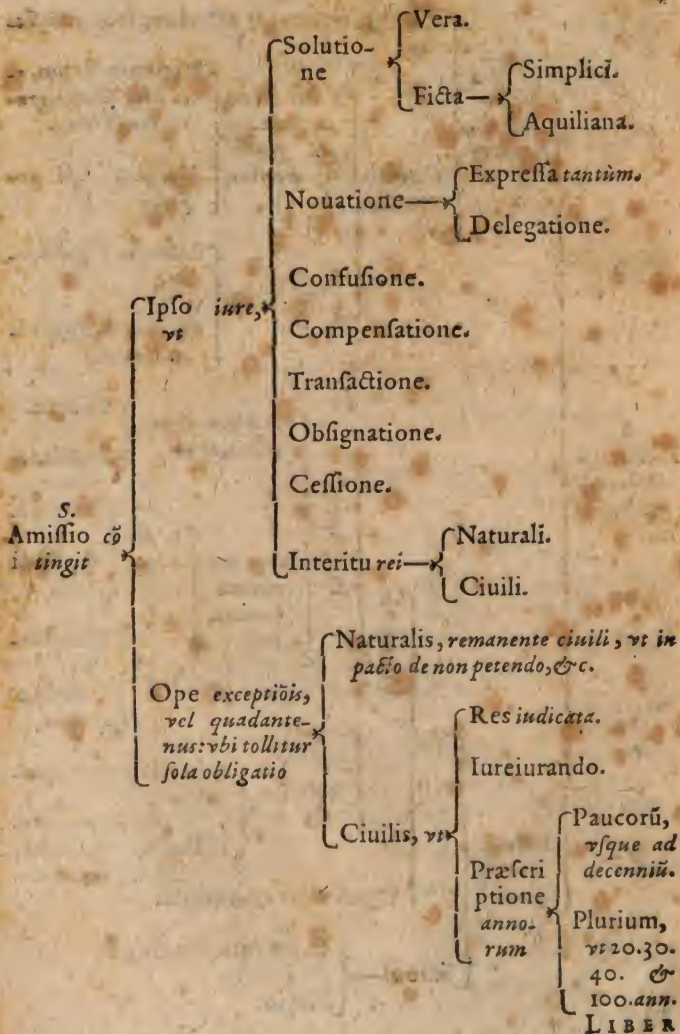 Vera.
Solutio-
ne
Ficta—
Simplici.
Aquiliana.
Nouatione—
Expreſſa tantùm.
Delegatione.
Confuſione.
Ipſo iure,
vt
Compenſatione.
Tranſactione.
Obſignatione.
Ceſſione.
S.
Amiſſio cō
tingit
Interitu rei—
Naturali.
Ciuili.
Naturalis, remanente ciuili, vt in
pacto de non petendo, &c.
Ope exceptiōis,
vel quadante-
nus: vbi tollitur
ſola obligatio
Res iudicata.
Iureiurando.
Ciuilis, vt
Præſcri
ptione
anno-
rum
Paucorū,
vſque ad
decenniū.
Plurium,
vt 20.30.
40. &
100.ann.
LIBER